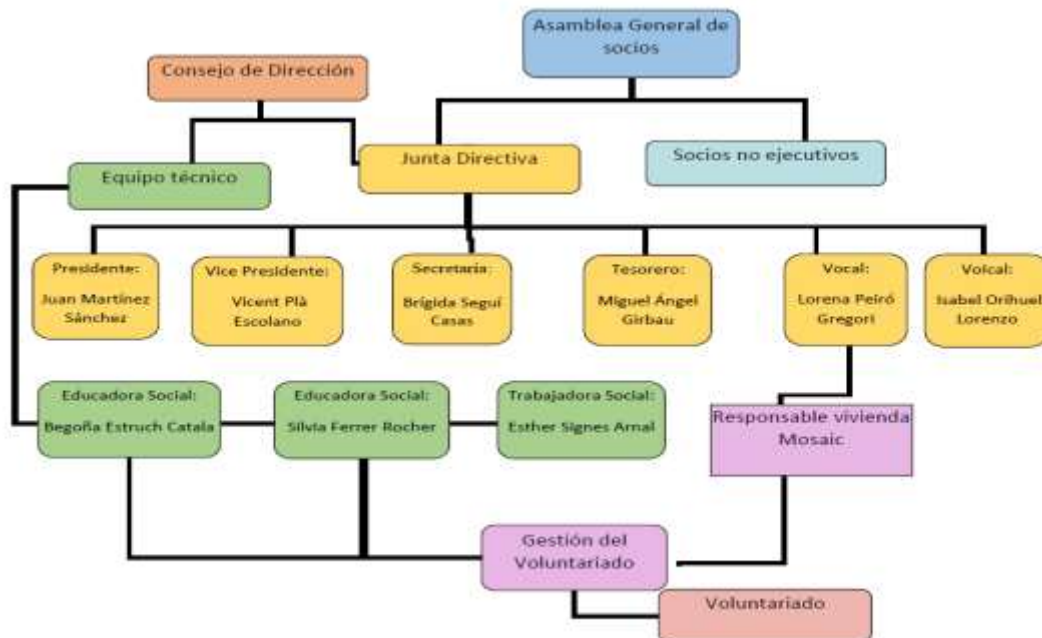 Asamblea General de
socios
Consejo de Dirección
Junta Directiva
Socios no ejecutivos
Equipo técnico
Presidente:
Juan Martínez
Sánchez
Vice Presidente:
Vicent Plà
Escolano
Secretaria:
Brígida Seguí
Casas
Tesorero:
Miguel Ángel
Girbau
Vocal:
Lorena Peiró
Gregori
Voical:
Isabel Orihuel
Lorenzo
Educadora Social:
Begoña Estruch Catala
Educadora Social:
Silvia Ferrer Rocher
Trabajadora Social:
Esther Signes Arnal
Responsable vivienda
Mosaic
Gestión del
Voluntariado
Voluntariado